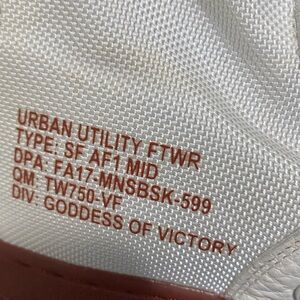 URBAN UTILITY FTWR
TYPE: SF AF1 MID
DPA: FA17-MNSBSK-599
QM: TW750-VF
DIV: GODDESS OF VICTORY